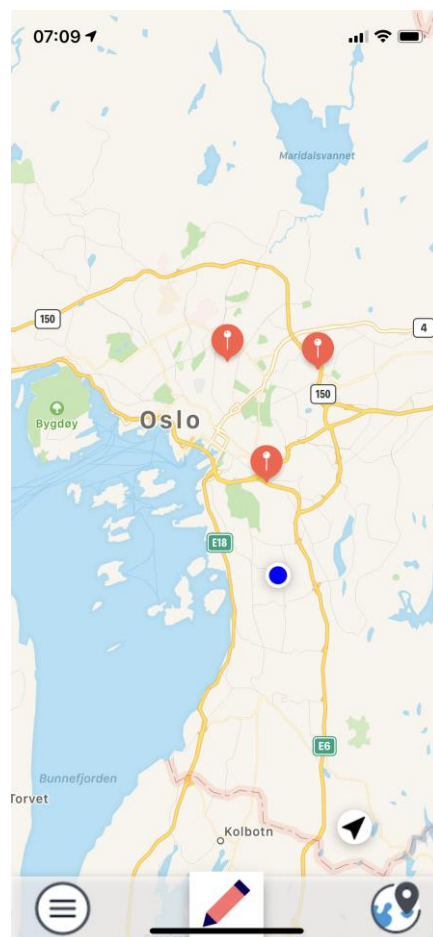 07:09
Maridalsvannet
150
4
150
Bygdøy
Oslo
E18
E6
Bunnefjorden
Torvet
Kolbotn